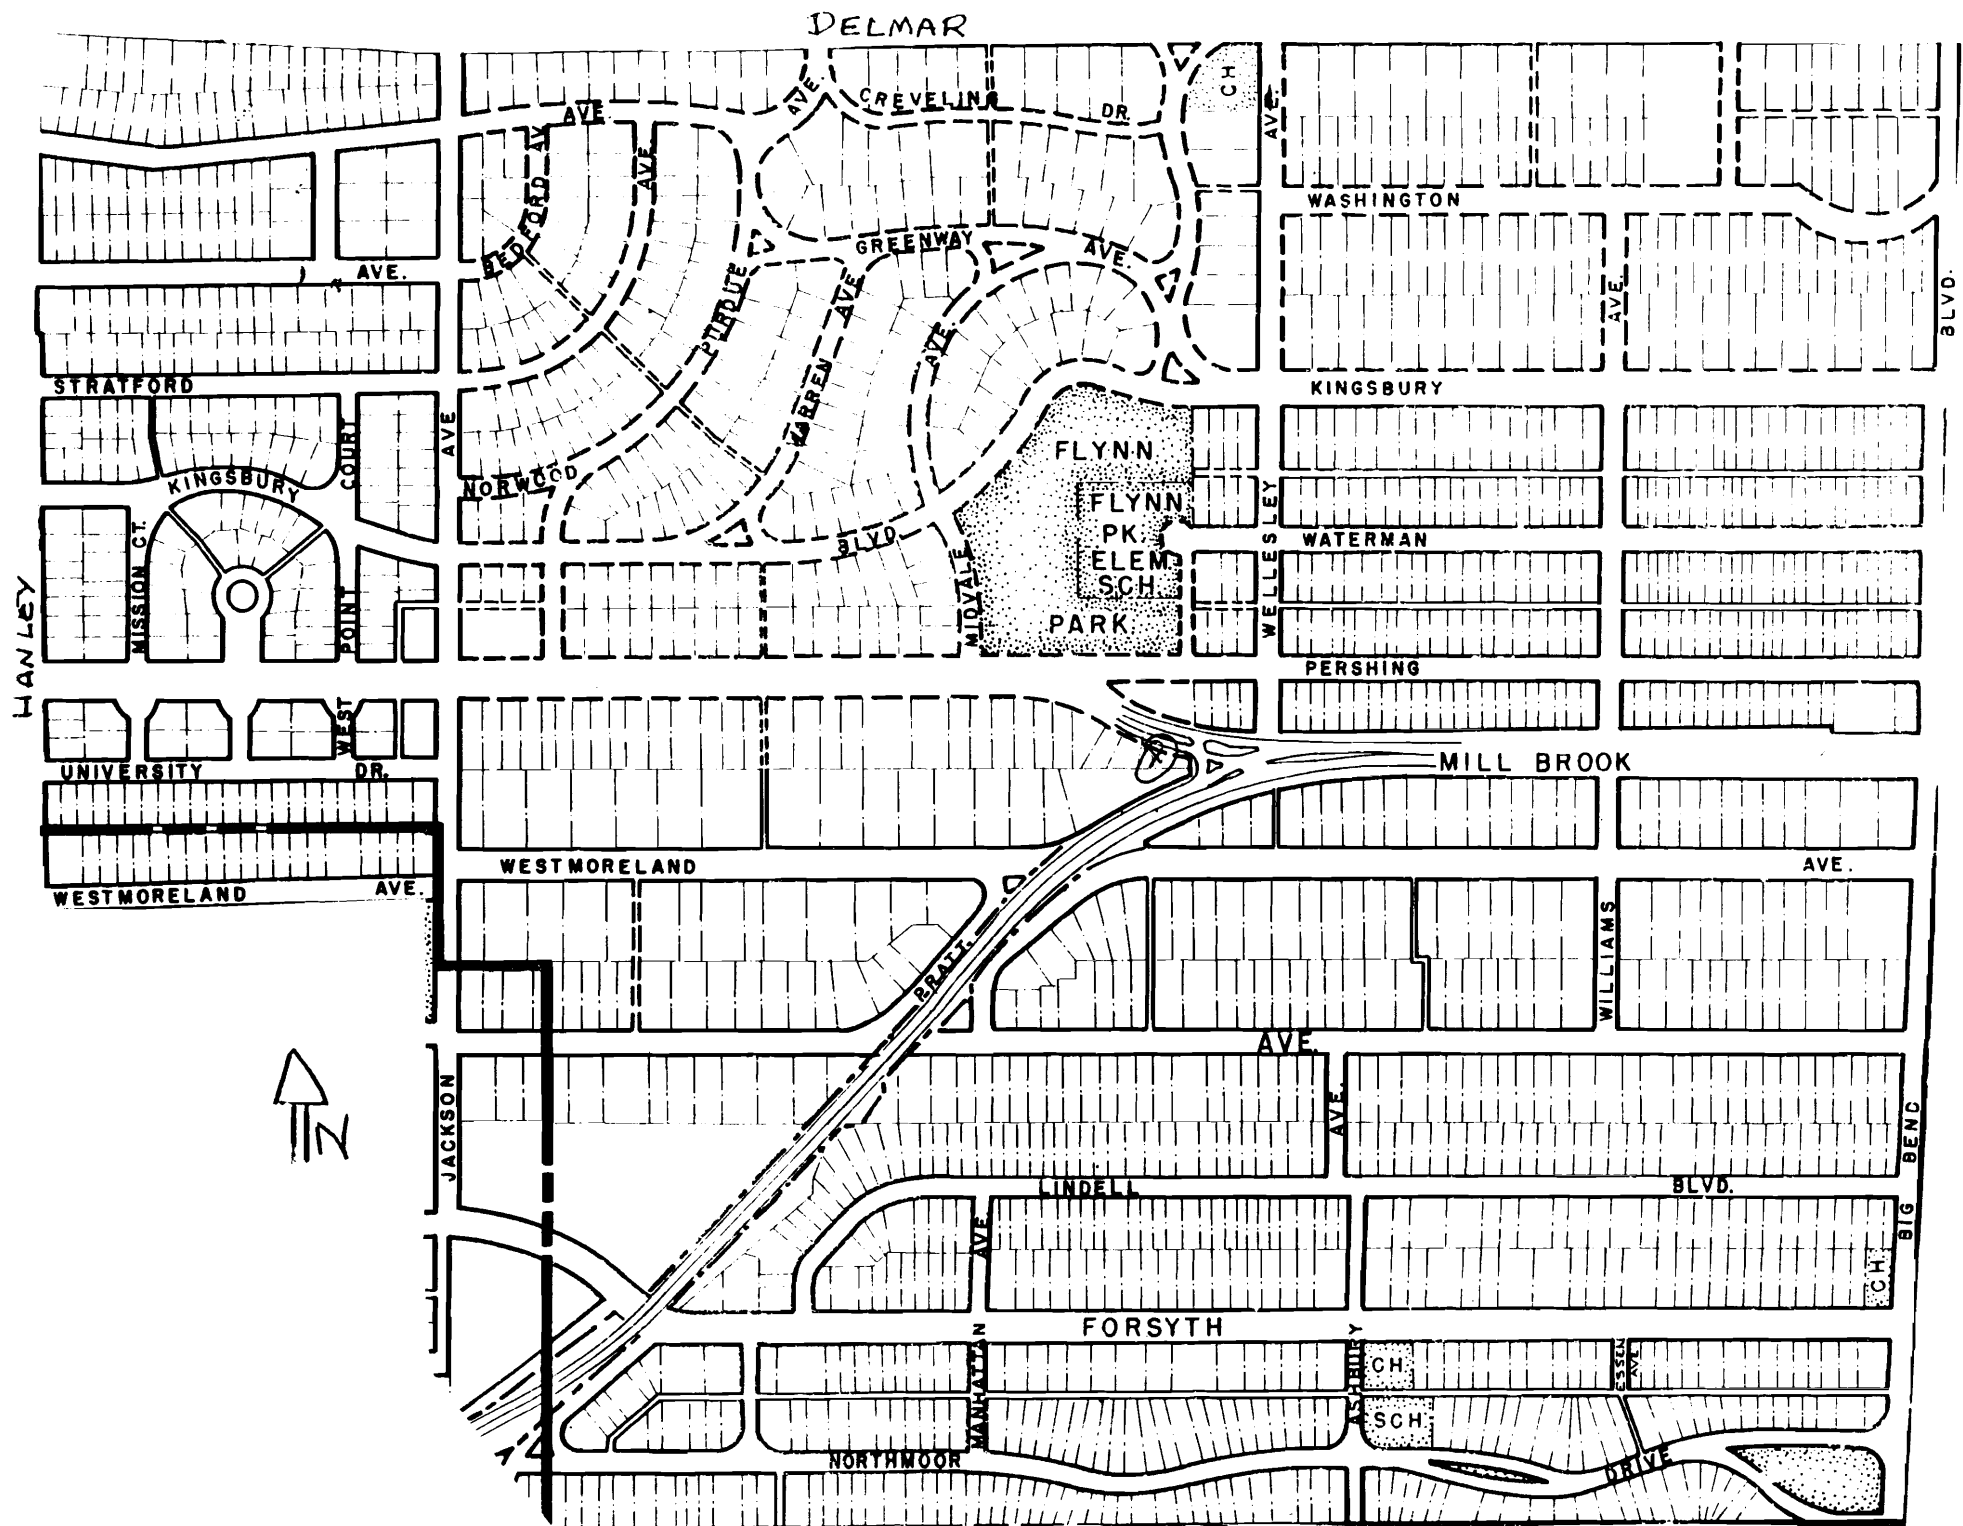 DELMAR
CH
AVE.
CREVELING
DR.
AVE
BEDFORD AV.
AVE
AVE.
WASHINGTON
GREENWAY
AVE.
AVE.
PURDUE
AVE
AVE.
BLVD.
AVE.
STRATFORD
KINGSBURY
WARREN
COURT
AVE
FLYNN
KINGSBURY
NORWOOD
FLYNN
PK.
ELEM
SCH.
PARK
WELLESLEY
WATERMAN
BLVD.
MISSION CT.
MIDVALE
HANLEY
POINT
WEST
PERSHING
UNIVERSITY
DR.
MILL BROOK
WESTMORELAND
AVE.
WESTMORELAND
AVE.
WILLIAMS
PRATT
AVE.
N
JACKSON
AVE.
BIG BEND
LINDELL
BLVD.
AVE
CH.
FORSYTH
MANHATTAN
ASHBURY
CH.
ESSEN
AVE
SCH.
NORTHMOOR
DRIVE